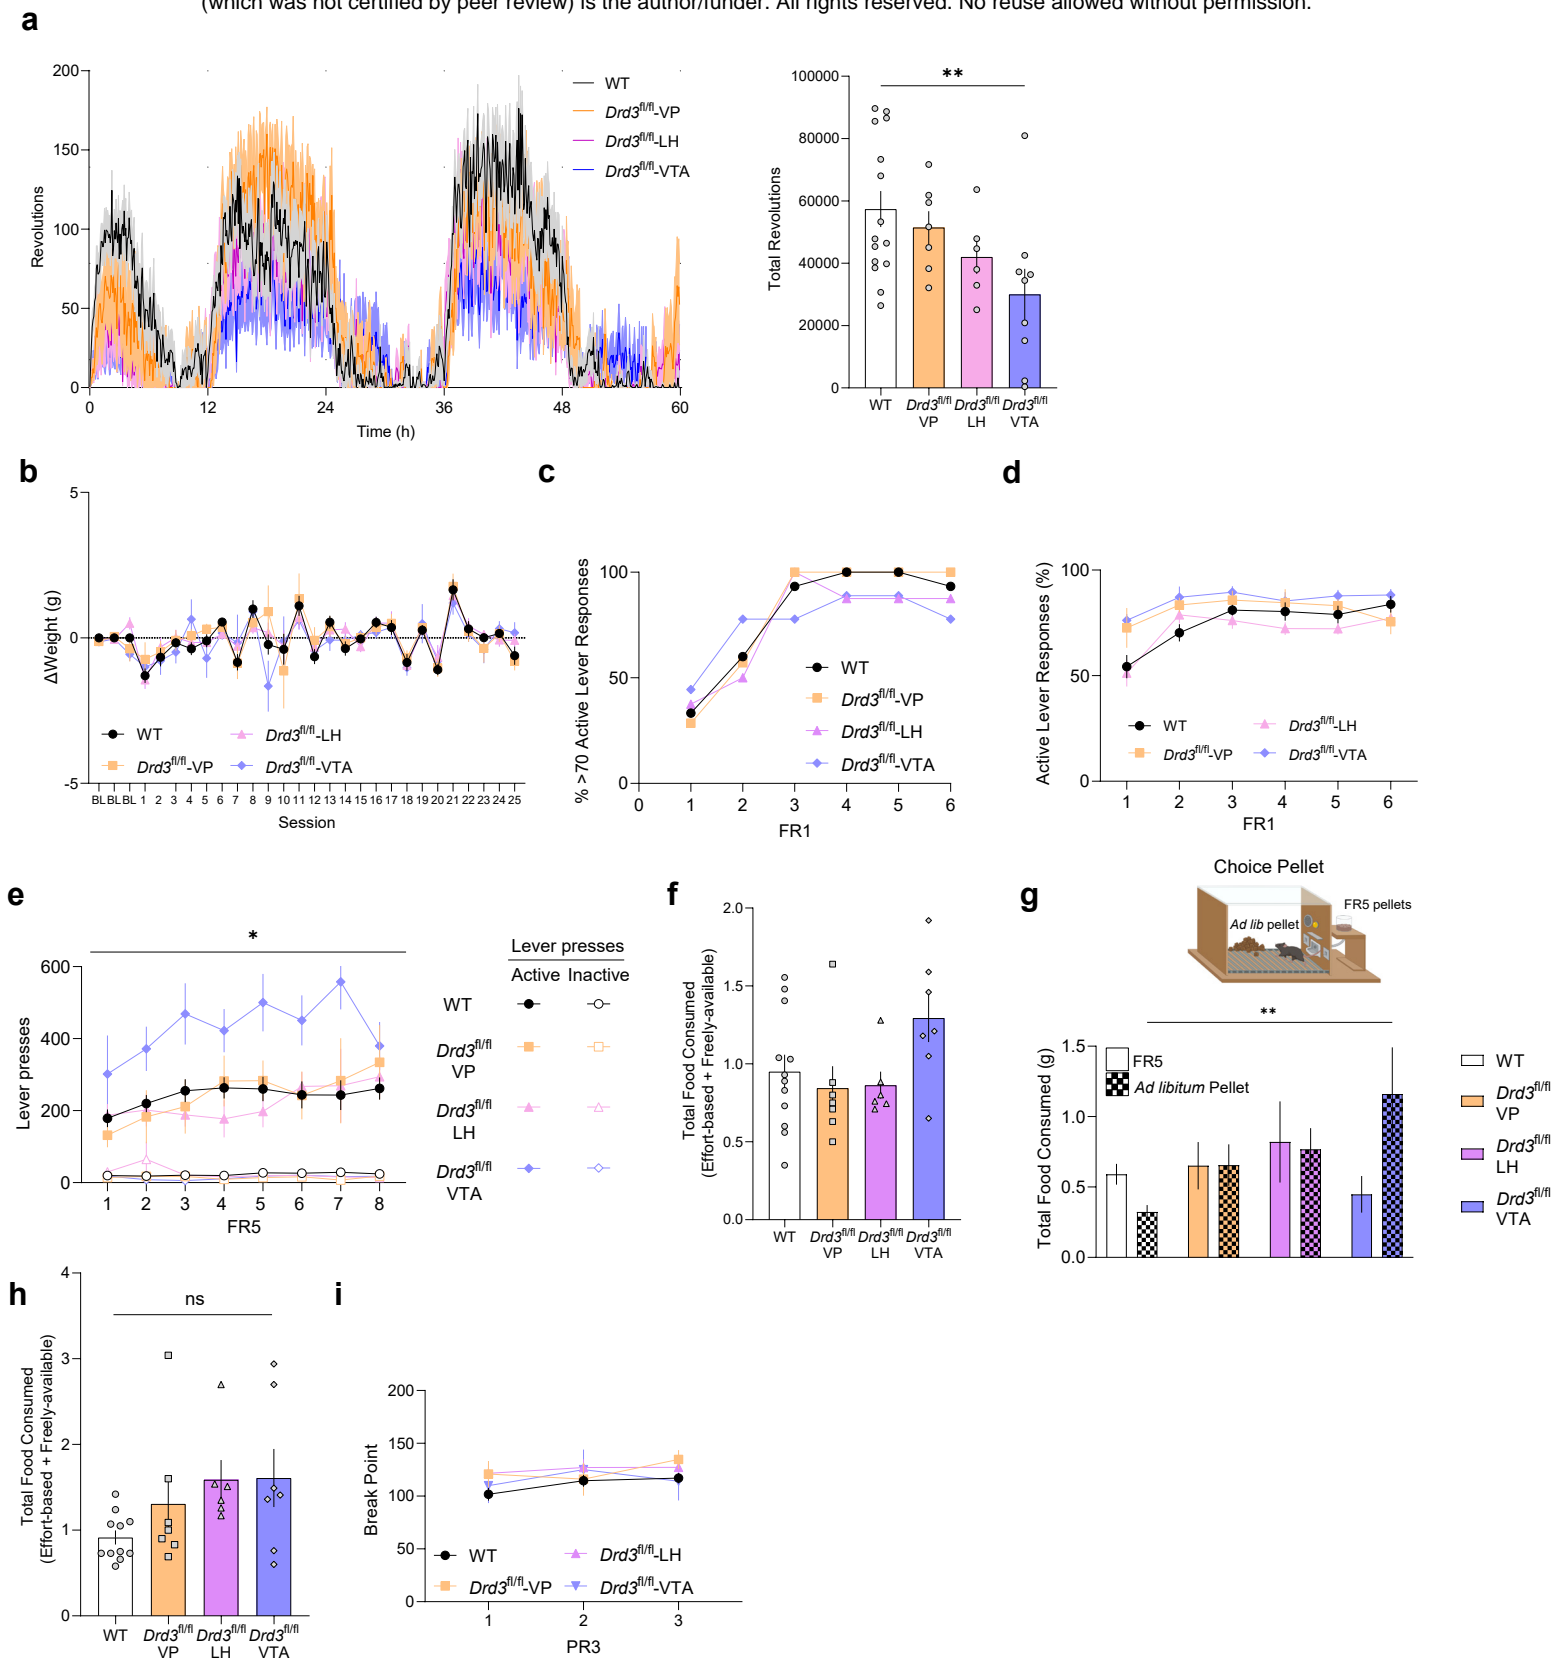 (which was not certified by peer review) is the author/funder. All rights reserved. No reuse allowed without permission.
a
200
150
100
50
0
Revolutions
0 12 24 36 48 60
Time (h)
WT
Drd3fl/fl-VP
Drd3fl/fl-LH
Drd3fl/fl-VTA
100000
80000
60000
40000
20000
0
Total Revolutions
**
WT Drd3fl/fl Drd3fl/fl Drd3fl/fl
VP LH VTA
b
5
0
-5
ΔWeight (g)
WT
Drd3fl/fl-VP
Drd3fl/fl-LH
Drd3fl/fl-VTA
BL BL BL 1 2 3 4 5 6 7 8 9 10 11 12 13 14 15 16 17 18 19 20 21 22 23 24 25
Session
c
100
50
0
% >70 Active Lever Responses
WT
Drd3fl/fl-VP
Drd3fl/fl-LH
Drd3fl/fl-VTA
0 1 2 3 4 5 6
FR1
d
100
50
0
Active Lever Responses (%)
WT
Drd3fl/fl-VP
Drd3fl/fl-LH
Drd3fl/fl-VTA
1 2 3 4 5 6
FR1
e
*
600
400
200
0
Lever presses
1 2 3 4 5 6 7 8
FR5
Lever presses
Active Inactive
WT
Drd3fl/fl
VP
Drd3fl/fl
LH
Drd3fl/fl
VTA
f
2.0
1.5
1.0
0.5
0.0
Total Food Consumed
(Effort-based + Freely-available)
WT Drd3fl/fl Drd3fl/fl Drd3fl/fl
VP LH VTA
g
Choice Pellet
FR5 pellets
Ad lib pellet
**
1.5
1.0
0.5
0.0
Total Food Consumed (g)
FR5
Ad libitum Pellet
WT
Drd3fl/fl
VP
Drd3fl/fl
LH
Drd3fl/fl
VTA
h
4
3
2
1
0
Total Food Consumed
(Effort-based + Freely-available)
ns
WT Drd3fl/fl Drd3fl/fl Drd3fl/fl
VP LH VTA
i
200
150
100
50
0
Break Point
WT
Drd3fl/fl-VP
Drd3fl/fl-LH
Drd3fl/fl-VTA
1 2 3
PR3